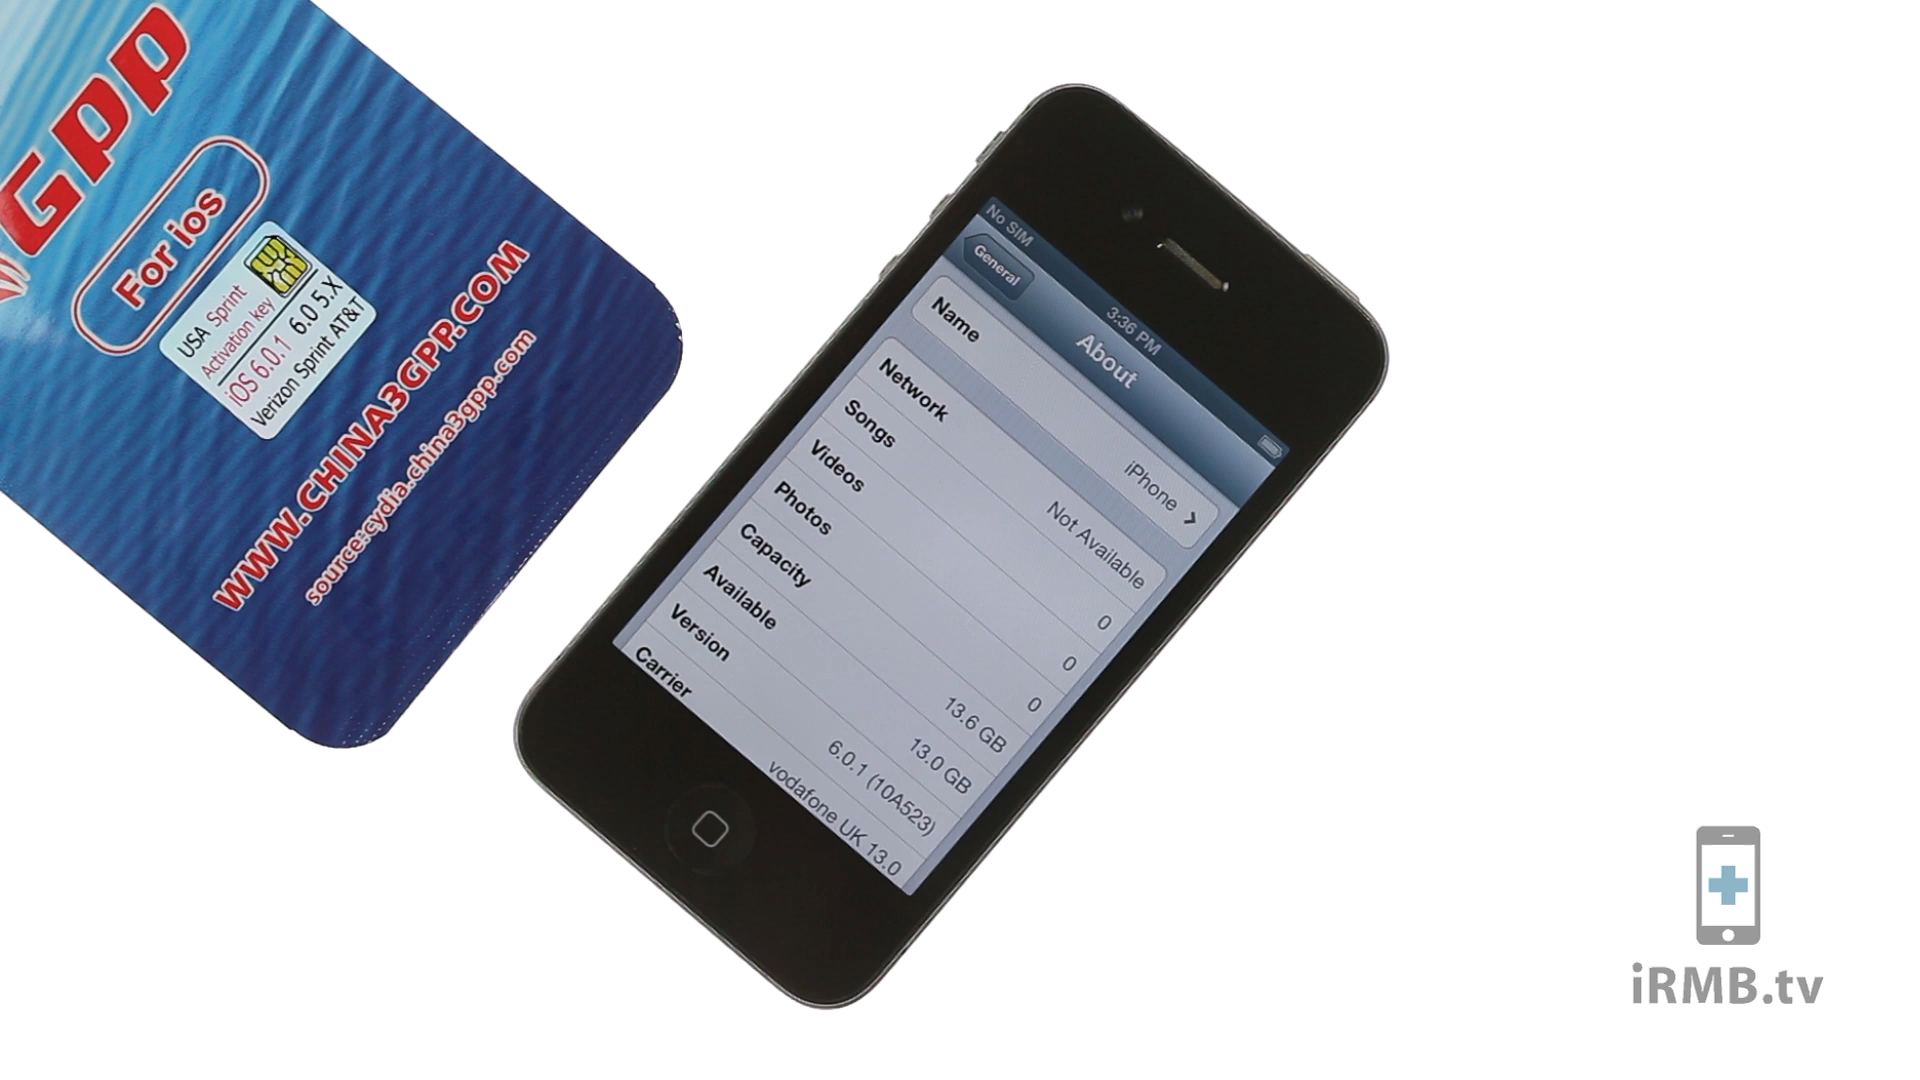 Gpp
For ios
USA Sprint
Activation key
iOS 6.0.1 6.0 5.X
Verizon Sprint AT&T
WWW.CHINA3GPP.COM
source:cydia.china3gpp.com
No SIM
3:36 PM
General
About
Name
iPhone
Network
Not Available
Songs
0
Videos
0
Photos
0
Capacity
13.6 GB
Available
13.0 GB
Version
6.0.1 (10A523)
Carrier
vodafone UK 13.0
iRMB.tv